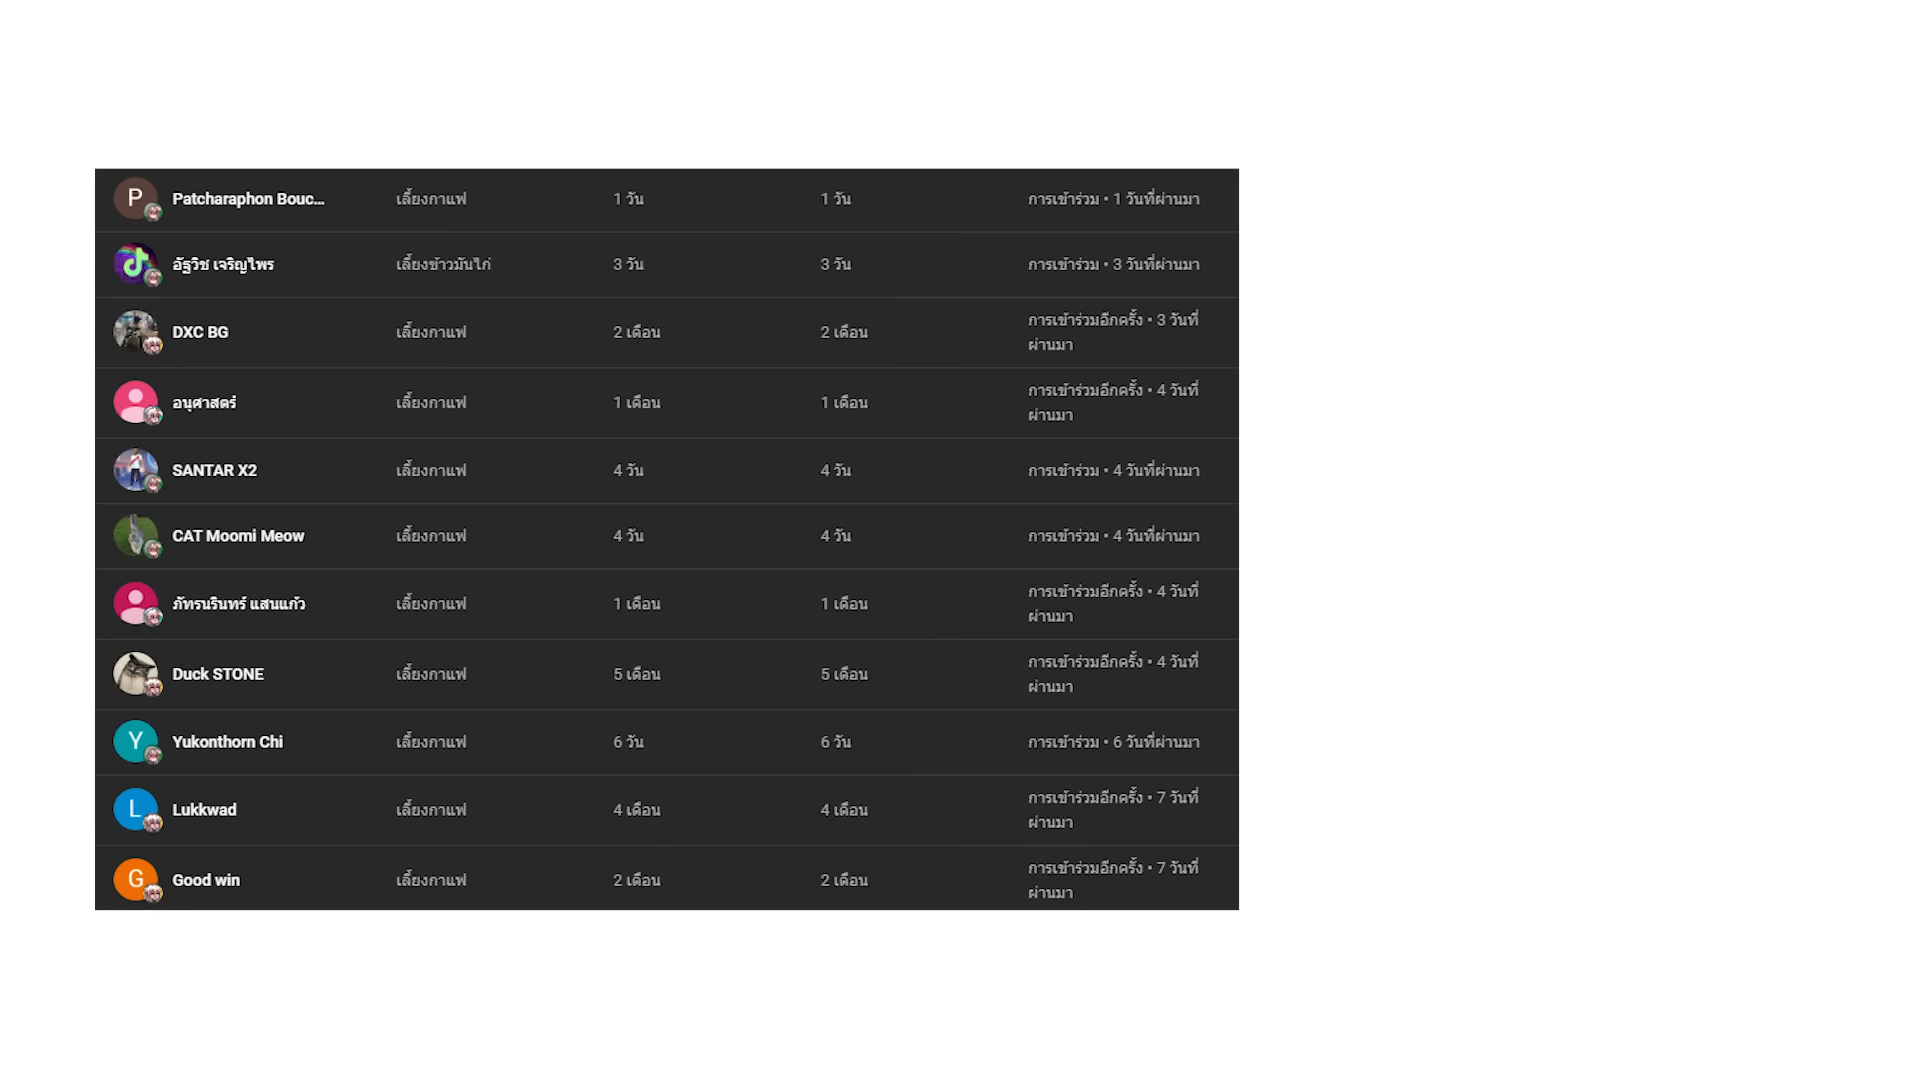 P Patcharaphon Bouc... เลี้ยงกาแฟ 1 วัน 1 วัน การเข้าร่วม • 1 วันที่ผ่านมา
อัฐวิช เจริญไพร เลี้ยงข้าวมันไก่ 3 วัน 3 วัน การเข้าร่วม • 3 วันที่ผ่านมา
DXC BG เลี้ยงกาแฟ 2 เดือน 2 เดือน การเข้าร่วมอีกครั้ง • 3 วันที่
ผ่านมา
อนุศาสตร์ เลี้ยงกาแฟ 1 เดือน 1 เดือน การเข้าร่วมอีกครั้ง • 4 วันที่
ผ่านมา
SANTAR X2 เลี้ยงกาแฟ 4 วัน 4 วัน การเข้าร่วม • 4 วันที่ผ่านมา
CAT Moomi Meow เลี้ยงกาแฟ 4 วัน 4 วัน การเข้าร่วม • 4 วันที่ผ่านมา
ภัทรนรินทร์ แสนแก้ว เลี้ยงกาแฟ 1 เดือน 1 เดือน การเข้าร่วมอีกครั้ง • 4 วันที่
ผ่านมา
Duck STONE เลี้ยงกาแฟ 5 เดือน 5 เดือน การเข้าร่วมอีกครั้ง • 4 วันที่
ผ่านมา
Y Yukonthorn Chi เลี้ยงกาแฟ 6 วัน 6 วัน การเข้าร่วม • 6 วันที่ผ่านมา
L Lukkwad เลี้ยงกาแฟ 4 เดือน 4 เดือน การเข้าร่วมอีกครั้ง • 7 วันที่
ผ่านมา
G Good win เลี้ยงกาแฟ 2 เดือน 2 เดือน การเข้าร่วมอีกครั้ง • 7 วันที่
ผ่านมา